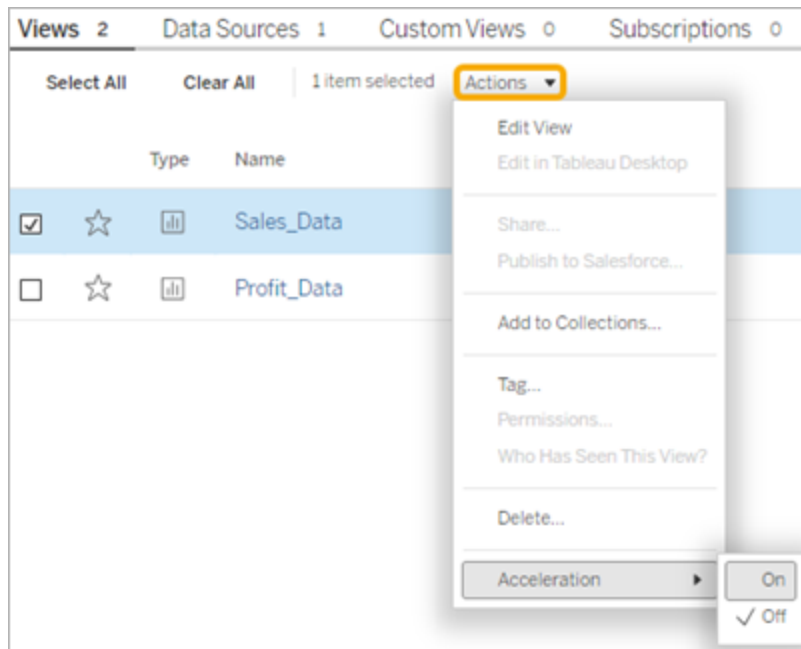 Views 2 Data Sources 1 Custom Views 0 Subscriptions 0
Select All Clear All 1 item selected Actions
Edit View
Type Name
Edit in Tableau Desktop
Sales_Data
Share...
Publish to Salesforce...
Profit_Data
Add to Collections...
Tag...
Permissions...
Who Has Seen This View?
Delete...
Acceleration On
Off